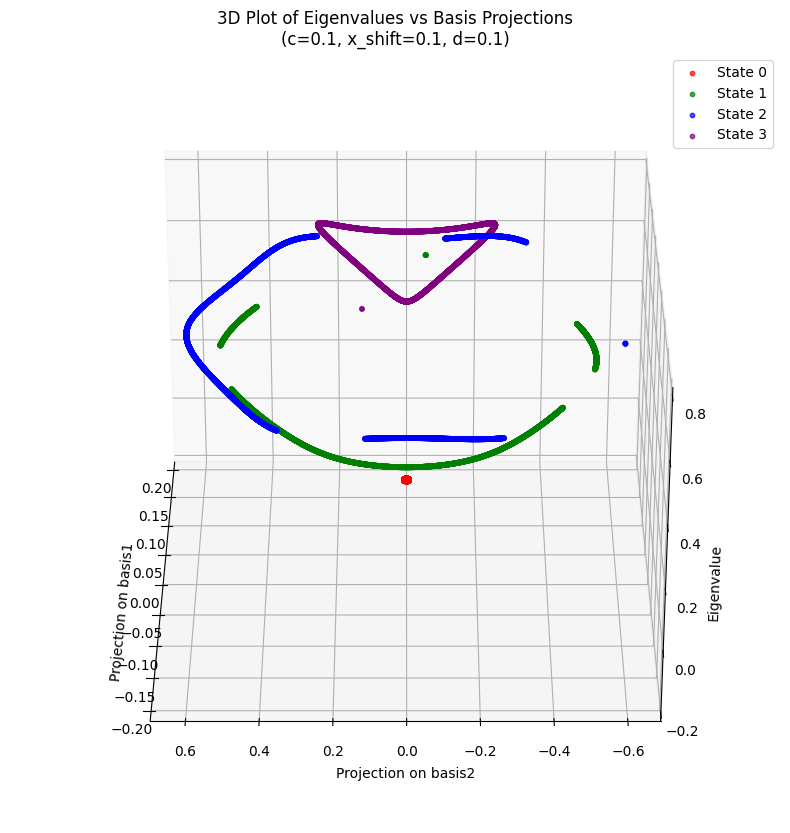 3D Plot of Eigenvalues vs Basis Projections
(c=0.1, x_shift=0.1, d=0.1)
State 0
State 1
State 2
State 3
0.8
0.6
0.4
0.2
0.0
−0.2
Eigenvalue
0.20
0.15
0.10
0.05
0.00
−0.05
−0.10
−0.15
−0.20
Projection on basis1
0.6
0.4
0.2
0.0
−0.2
−0.4
−0.6
Projection on basis2